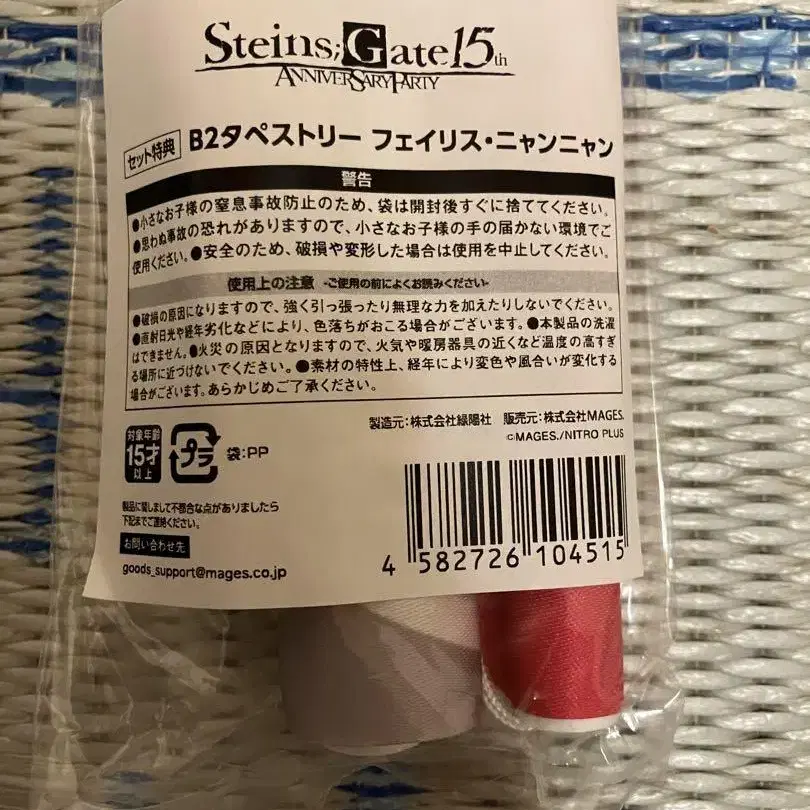 Steins;Gate 15th
ANNIVERSARY PARTY
セット特典 B2タペストリー フェイリス・ニャンニャン
警告
●小さなお子様の窒息事故防止のため、袋は開封後すぐに捨ててください。
●思わぬ事故の恐れがありますので、小さなお子様の手の届かない環境でご
使用ください。●安全のため、破損や変形した場合は使用を中止してください。
使用上の注意 -ご使用の前によくお読みください-
●破損の原因になりますので、強く引っ張ったり無理な力を加えたりしないでください。
●直射日光や経年劣化などにより、色落ちがおこる場合がございます。●本製品の洗濯
はできません。●火災の原因となりますので、火気や暖房器具の近くなど温度の高すぎ
る場所に近づけないでください。●素材の特性上、経年により変色や風合いが変化する
場合がございます。あらかじめご了承ください。
製造元:株式会社緑陽社 販売元:株式会社MAGES.
©MAGES./NITRO PLUS
対象年齢
15才
以上
プラ
袋:PP
製品に関しまして不都合な点がありましたら
下記までご連絡ください。
お問い合わせ先
goods_support@mages.co.jp
4 582726 104515